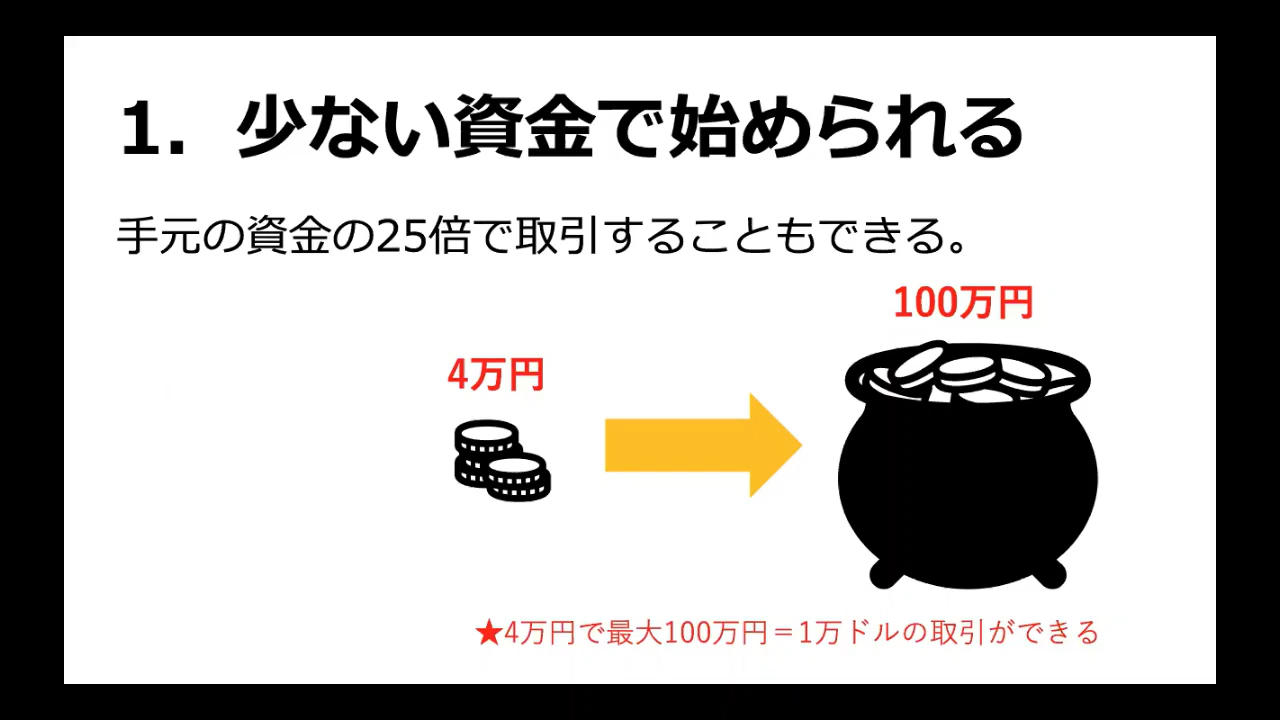 1. 少ない資金で始められる
手元の資金の25倍で取引することもできる。
100万円
4万円
★4万円で最大100万円＝1万ドルの取引ができる